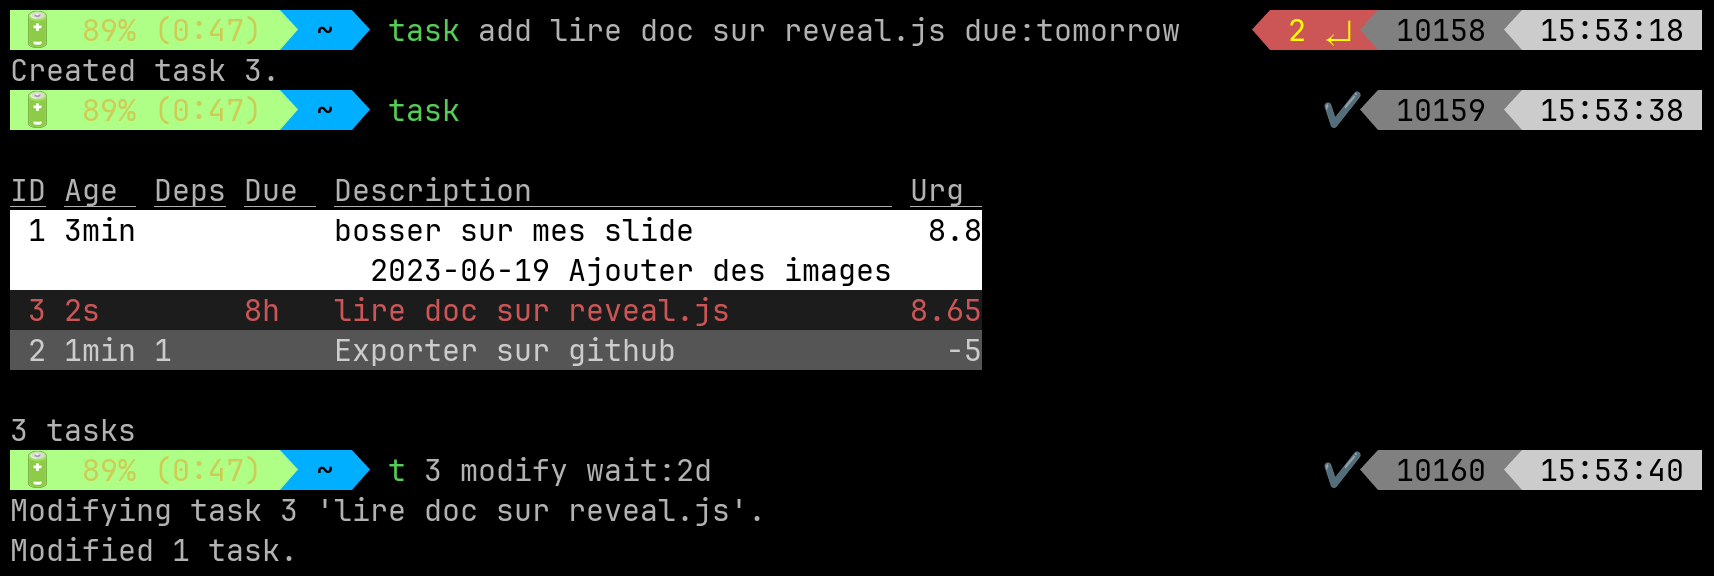 89% (0:47) ~ task add lire doc sur reveal.js due:tomorrow 2 ↵ 10158 15:53:18
Created task 3.
89% (0:47) ~ task ✔ 10159 15:53:38
ID Age Deps Due Description Urg
1 3min bosser sur mes slide 8.8
2023-06-19 Ajouter des images
3 2s 8h lire doc sur reveal.js 8.65
2 1min 1 Exporter sur github -5
3 tasks
89% (0:47) ~ t 3 modify wait:2d ✔ 10160 15:53:40
Modifying task 3 'lire doc sur reveal.js'.
Modified 1 task.